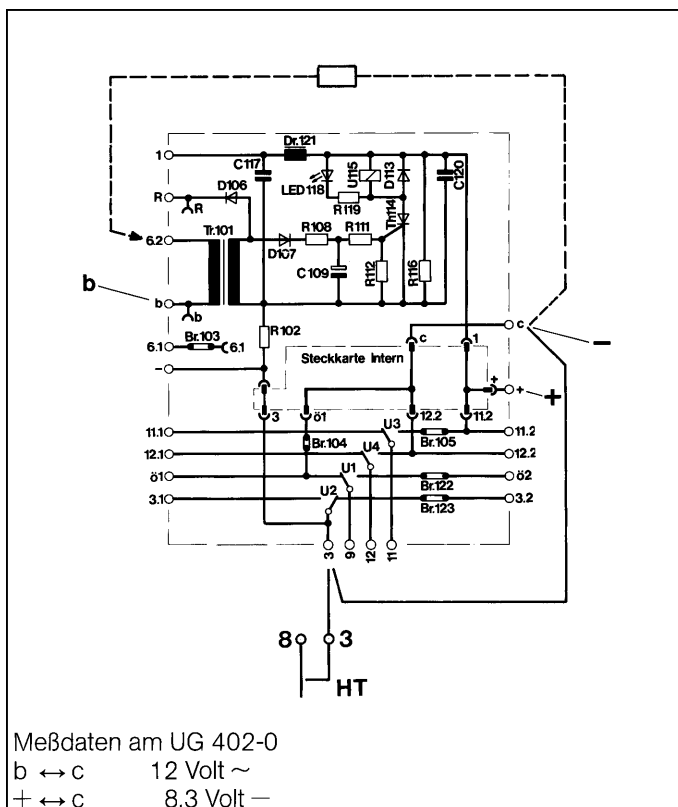 1
Dr.121
C117
LED118
U115
D113
C120
R
R
D106
R119
Th114
6.2
Tr.101
D107
R108
R111
C109
R112
R116
b
b
b
R102
6.1
Br.103
6.1
c
−
−
Steckkarte Intern
c
1
+
+
+
3
ö1
12.2
11.2
11.1
U3
Br.105
11.2
12.1
Br.104
U4
12.2
ö1
U1
Br.122
ö2
3.1
U2
Br.123
3.2
3
9
12
11
8
3
HT
Meßdaten am UG 402-0
b ↔ c 12 Volt ~
+ ↔ c 8,3 Volt −